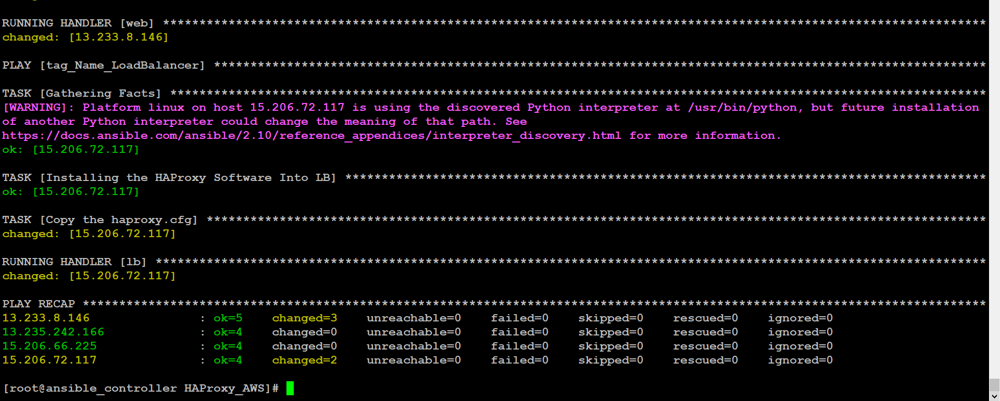 RUNNING HANDLER [web] *****************************************************************************************************************
changed: [13.233.8.146]
PLAY [tag_Name_LoadBalancer] **********************************************************************************************************
TASK [Gathering Facts] ****************************************************************************************************************
[WARNING]: Platform linux on host 15.206.72.117 is using the discovered Python interpreter at /usr/bin/python, but future installation
of another Python interpreter could change the meaning of that path. See
https://docs.ansible.com/ansible/2.10/reference_appendices/interpreter_discovery.html for more information.
ok: [15.206.72.117]
TASK [Installing the HAProxy Software Into LB] ****************************************************************************************
ok: [15.206.72.117]
TASK [Copy the haproxy.cfg] ***********************************************************************************************************
changed: [15.206.72.117]
RUNNING HANDLER [lb] ******************************************************************************************************************
changed: [15.206.72.117]
PLAY RECAP ****************************************************************************************************************************
13.233.8.146 : ok=5 changed=3 unreachable=0 failed=0 skipped=0 rescued=0 ignored=0
13.235.242.166 : ok=4 changed=0 unreachable=0 failed=0 skipped=0 rescued=0 ignored=0
15.206.66.225 : ok=4 changed=0 unreachable=0 failed=0 skipped=0 rescued=0 ignored=0
15.206.72.117 : ok=4 changed=2 unreachable=0 failed=0 skipped=0 rescued=0 ignored=0
[root@ansible_controller HAProxy_AWS]#